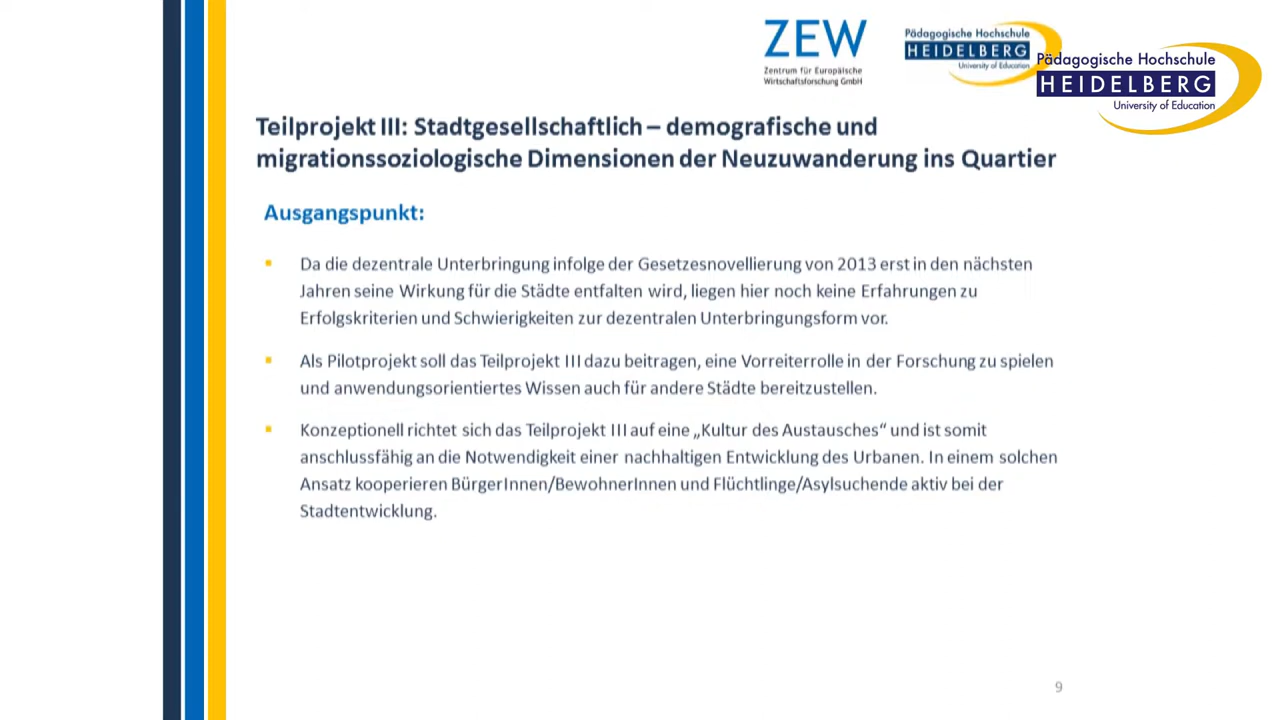 ZEW
Zentrum für Europäische
Wirtschaftsforschung GmbH
Pädagogische Hochschule
HEIDELBERG
University of Education
Pädagogische Hochschule
HEIDELBERG
University of Education
Teilprojekt III: Stadtgesellschaftlich – demografische und
migrationssoziologische Dimensionen der Neuzuwanderung ins Quartier
Ausgangspunkt:
Da die dezentrale Unterbringung infolge der Gesetzesnovellierung von 2013 erst in den nächsten
Jahren seine Wirkung für die Städte entfalten wird, liegen hier noch keine Erfahrungen zu
Erfolgskriterien und Schwierigkeiten zur dezentralen Unterbringungsform vor.
Als Pilotprojekt soll das Teilprojekt III dazu beitragen, eine Vorreiterrolle in der Forschung zu spielen
und anwendungsorientiertes Wissen auch für andere Städte bereitzustellen.
Konzeptionell richtet sich das Teilprojekt III auf eine „Kultur des Austausches“ und ist somit
anschlussfähig an die Notwendigkeit einer nachhaltigen Entwicklung des Urbanen. In einem solchen
Ansatz kooperieren BürgerInnen/BewohnerInnen und Flüchtlinge/Asylsuchende aktiv bei der
Stadtentwicklung.
9